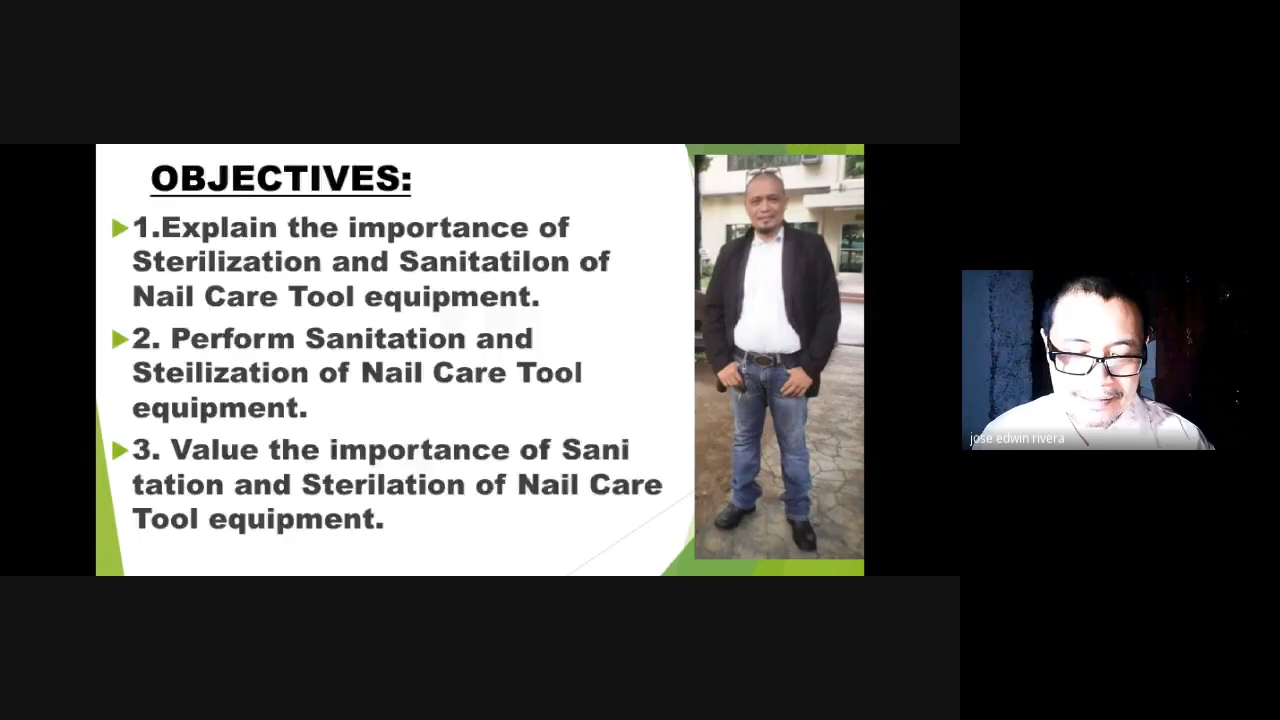 OBJECTIVES:
1.Explain the importance of
Sterilization and Sanitatilon of
Nail Care Tool equipment.
2. Perform Sanitation and
Steilization of Nail Care Tool
equipment.
3. Value the importance of Sani
tation and Sterilation of Nail Care
Tool equipment.
jose edwin rivera